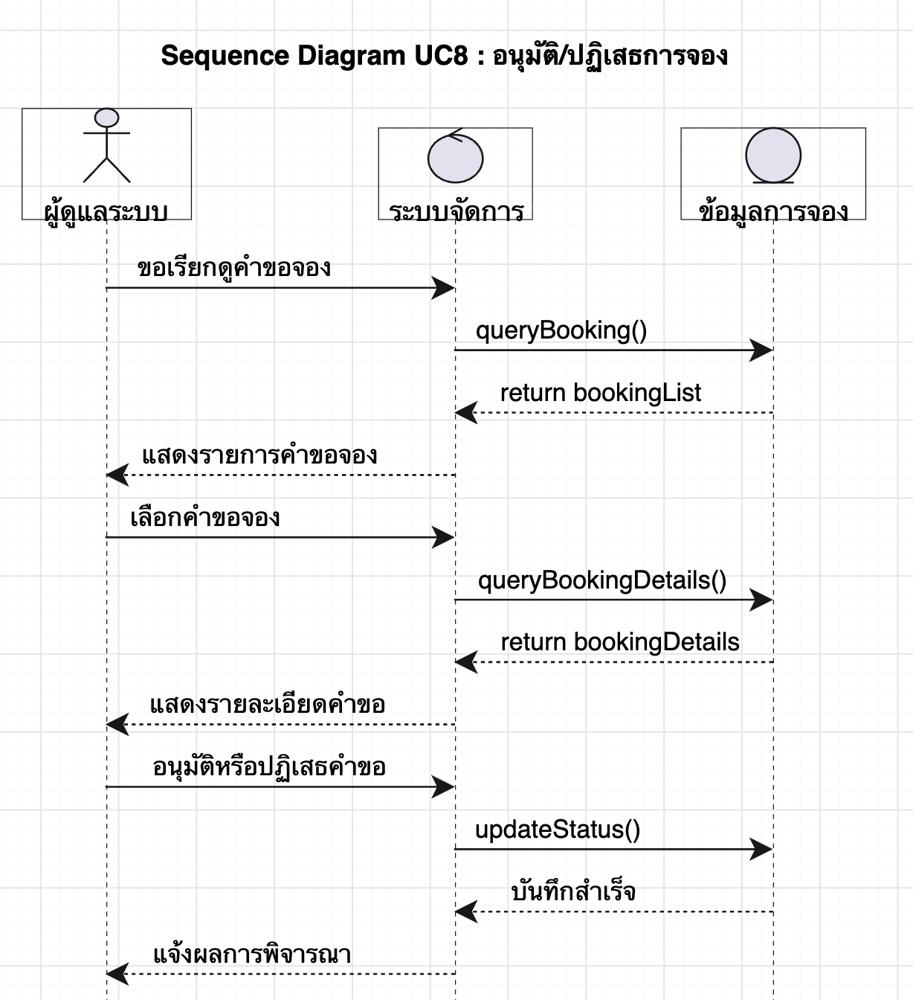 Sequence Diagram UC8 : อนุมัติ/ปฏิเสธการจอง
ผู้ดูแลระบบ
ระบบจัดการ
ข้อมูลการจอง
ขอเรียกดูคำขอจอง
queryBooking()
return bookingList
แสดงรายการคำขอจอง
เลือกคำขอจอง
queryBookingDetails()
return bookingDetails
แสดงรายละเอียดคำขอ
อนุมัติหรือปฏิเสธคำขอ
updateStatus()
บันทึกสำเร็จ
แจ้งผลการพิจารณา